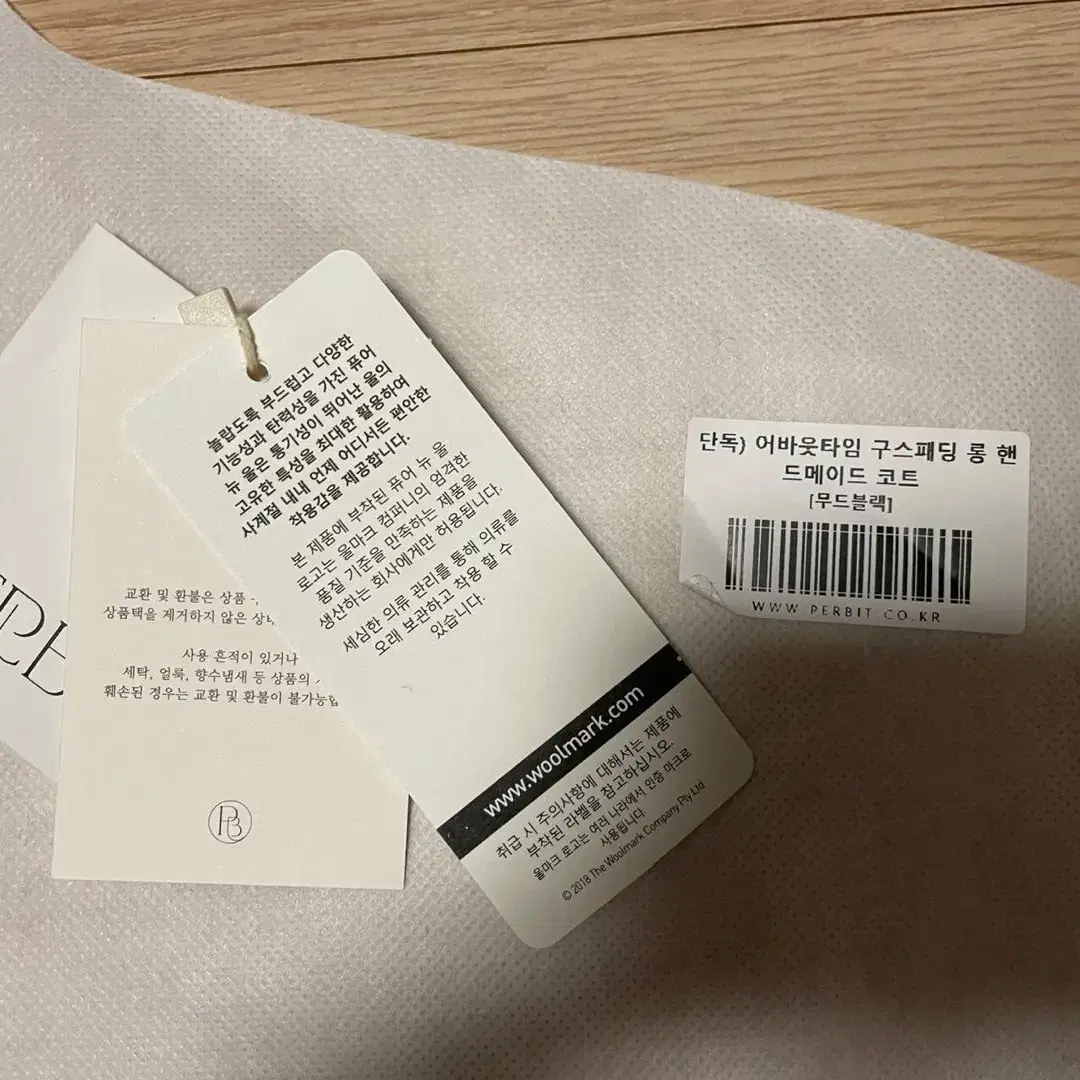 놀랍도록 부드럽고 다양한
기능성과 탄력성을 가진 퓨어
뉴 울은 통기성이 뛰어난 울의
고유한 특성을 최대한 활용하여
사계절 내내 언제 어디서든 편안한
착용감을 제공합니다.
본 제품에 부착된 퓨어 뉴 울
로고는 울마크 컴퍼니의 엄격한
품질 기준을 만족하는 제품을
생산하는 회사에게만 허용됩니다.
세심한 의류 관리를 통해 의류를
오래 보관하고 착용 할 수
있습니다.
www.woolmark.com
취급 시 주의사항에 대해서는 제품에
부착된 라벨을 참고하십시오.
울마크 로고는 여러 나라에서 인증 마크로
사용됩니다.
© 2018 The Woolmark Company Pty Ltd
교환 및 환불은 상품
상품택을 제거하지 않은
사용 흔적이 있거나
세탁, 얼룩, 향수냄새 등 상품의
훼손된 경우는 교환 및 환불이
PB
단독) 어바웃타임 구스패딩 롱 핸
드메이드 코트
[무드블랙]
WWW.PERBIT.CO.KR